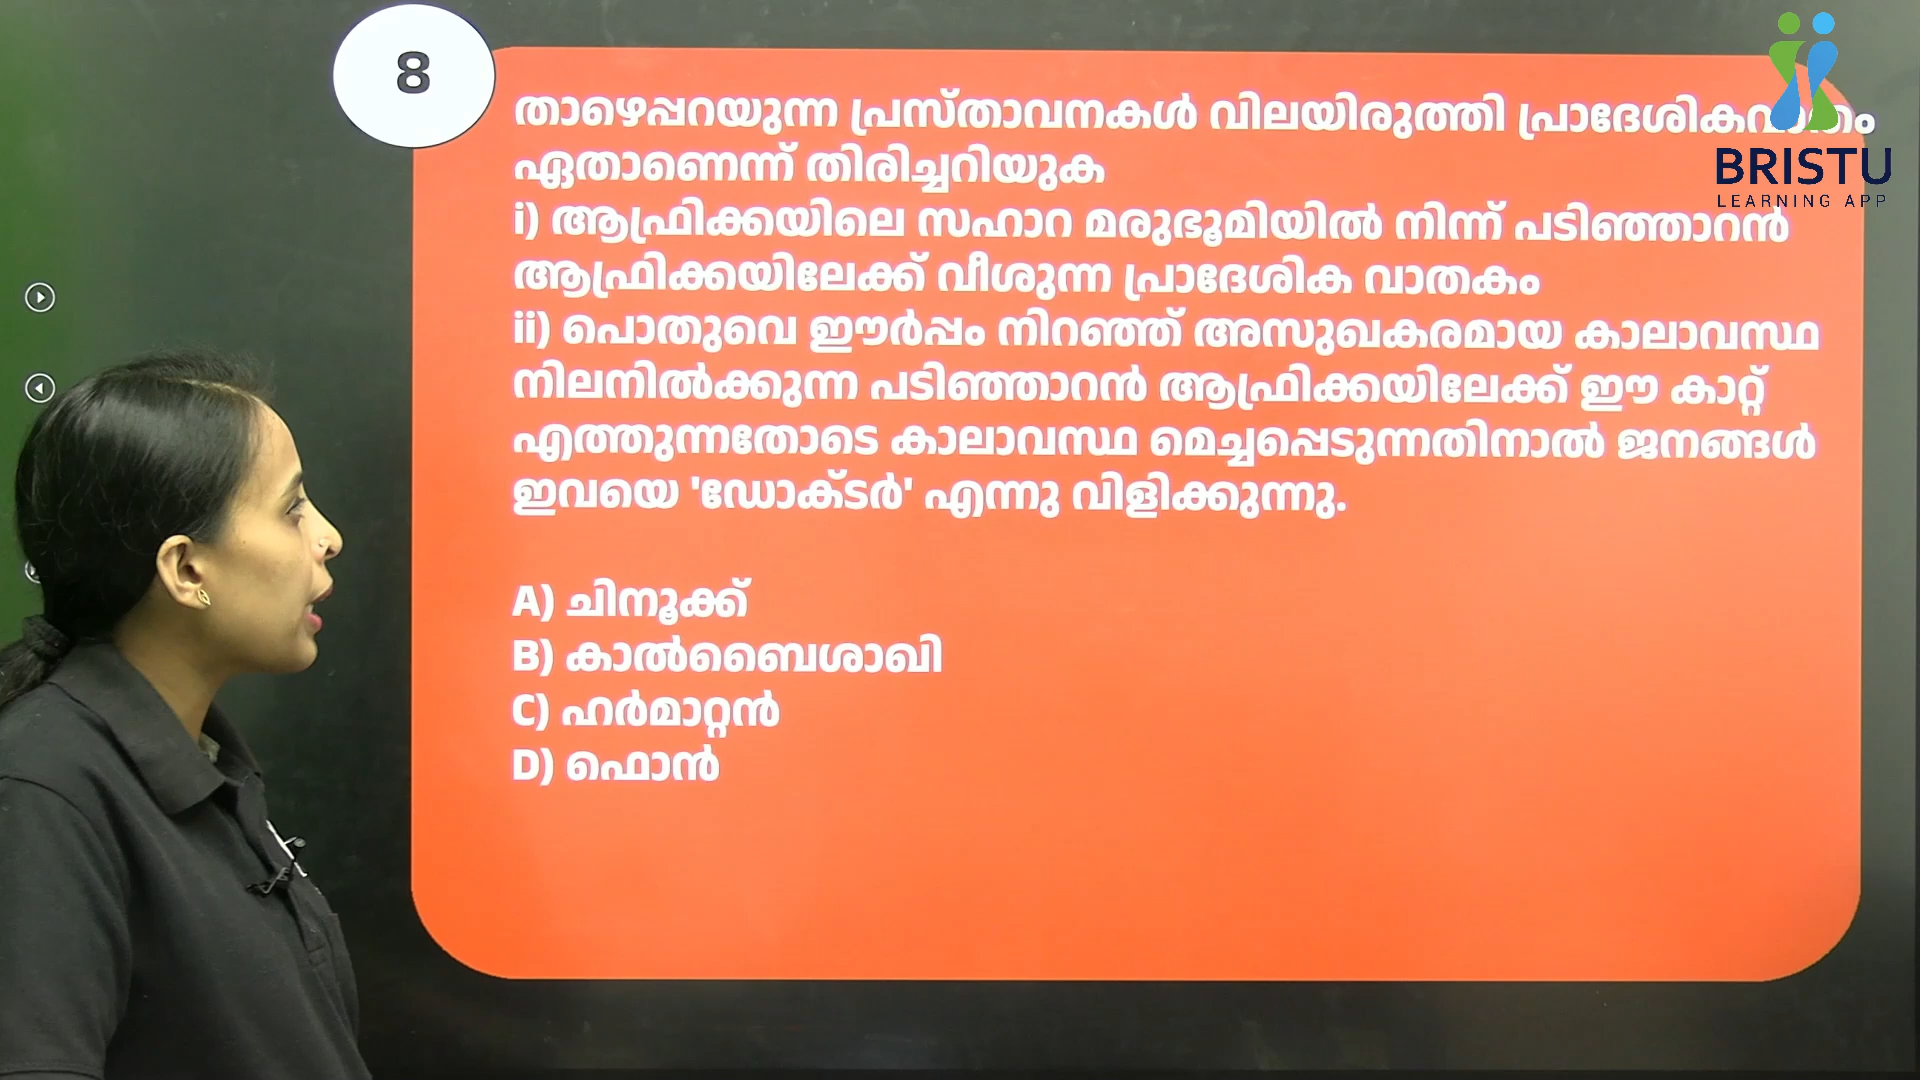 8
താഴെപ്പറയുന്ന പ്രസ്താവനകൾ വിലയിരുത്തി
ഏതാണെന്ന് തിരിച്ചറിയുക
i) ആഫ്രിക്കയിലെ സഹാറ മരുഭൂമിയിൽ നിന്ന് പടിഞ്ഞാറൻ
ആഫ്രിക്കയിലേക്ക് വീശുന്ന പ്രാദേശിക വാതകം
ii) പൊതുവെ ഈർപ്പം നിറഞ്ഞ് അസുഖകരമായ കാലാവസ്ഥ
നിലനിൽക്കുന്ന പടിഞ്ഞാറൻ ആഫ്രിക്കയിലേക്ക് ഈ കാറ്റ്
എത്തുന്നതോടെ കാലാവസ്ഥ മെച്ചപ്പെടുന്നതിനാൽ ജനങ്ങൾ
ഇവയെ 'ഡോക്ടർ' എന്നു വിളിക്കുന്നു.
A) ചിനൂക്ക്
B) കാൽബൈശാഖി
C) ഹർമാറ്റൻ
D) ഫൊൻ
BRISTU
LEARNING APP